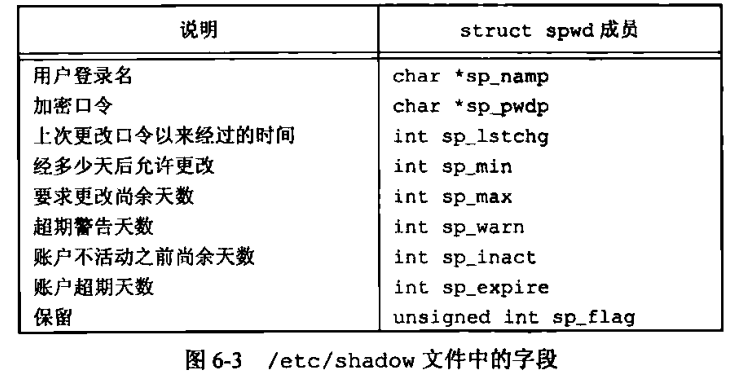 说明 struct spwd 成员
用户登录名 char *sp_namp
加密口令 char *sp_pwdp
上次更改口令以来经过的时间 int sp_lstchg
经多少天后允许更改 int sp_min
要求更改尚余天数 int sp_max
超期警告天数 int sp_warn
账户不活动之前尚余天数 int sp_inact
账户超期天数 int sp_expire
保留 unsigned int sp_flag
图 6-3 /etc/shadow 文件中的字段